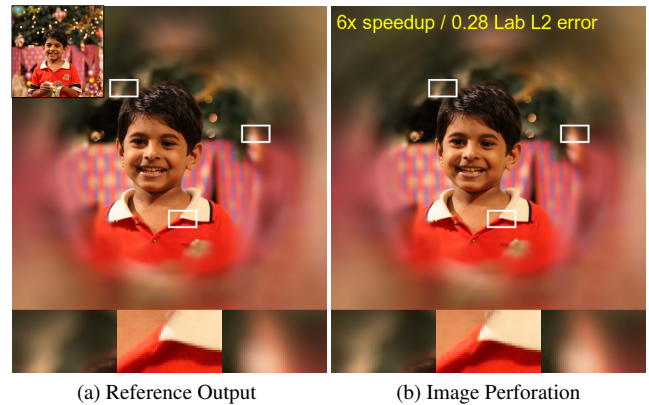 6x speedup / 0.28 Lab L2 error
(a) Reference Output
(b) Image Perforation